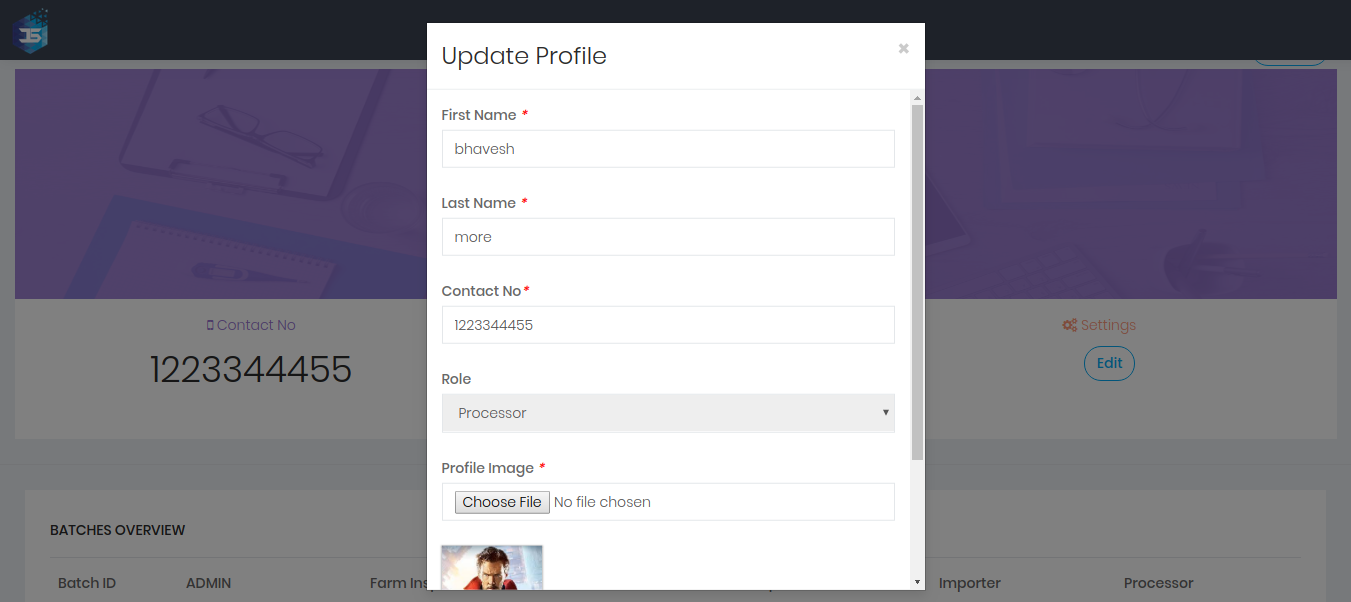 Update Profile ×
First Name *
bhavesh
Last Name *
more
Contact No *
1223344455
Role
Processor
Profile Image *
Choose File No file chosen
Contact No
1223344455
Settings
Edit
BATCHES OVERVIEW
Batch ID ADMIN Farm Ins Importer Processor